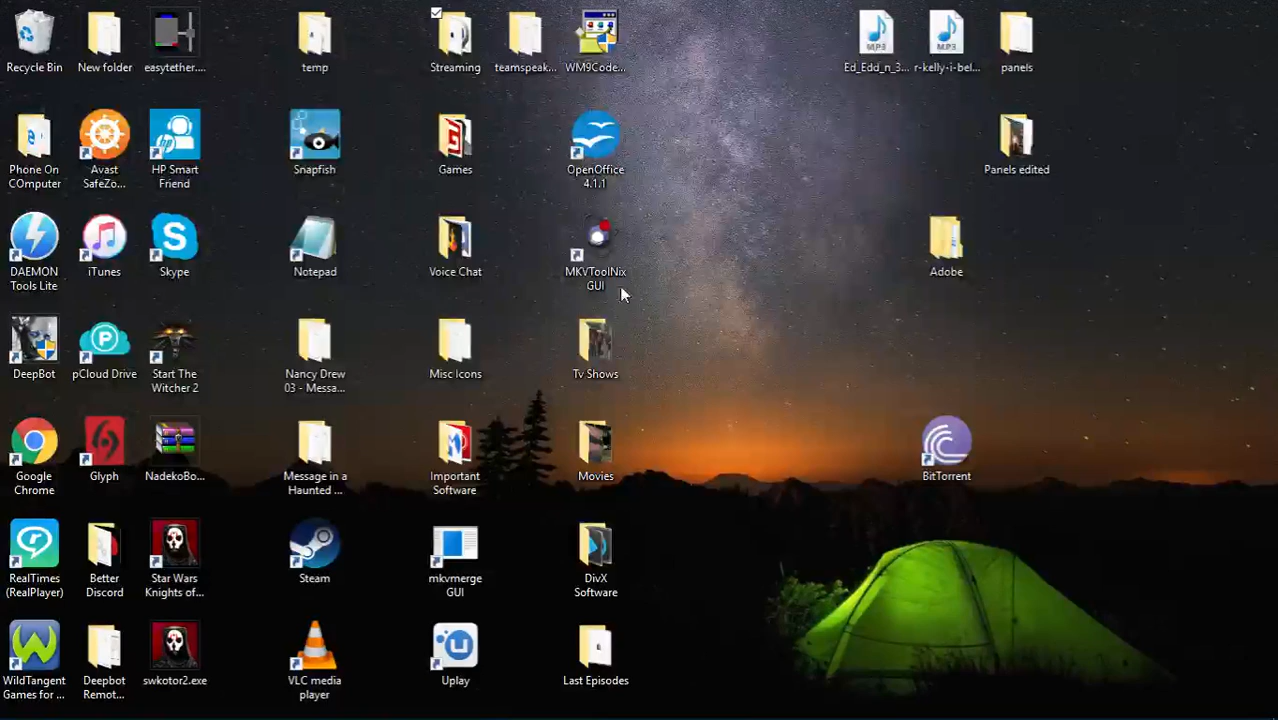 Recycle Bin
New folder
easytether....
temp
Streaming
teamspeak...
WM9Code...
Ed_Edd_n_3...
r-kelly-i-bel...
panels
Phone On
COmputer
Avast
SafeZo...
HP Smart
Friend
Snapfish
Games
OpenOffice
4.1.1
Panels edited
DAEMON
Tools Lite
iTunes
Skype
Notepad
Voice Chat
MKVToolNix
GUI
Adobe
DeepBot
pCloud Drive
Start The
Witcher 2
Nancy Drew
03 - Messa...
Misc Icons
Tv Shows
Google
Chrome
Glyph
NadekoBo...
Message in a
Haunted ...
Important
Software
Movies
BitTorrent
RealTimes
(RealPlayer)
Better
Discord
Star Wars
Knights of...
Steam
mkvmerge
GUI
DivX
Software
WildTangent
Games for ...
Deepbot
Remot...
swkotor2.exe
VLC media
player
Uplay
Last Episodes